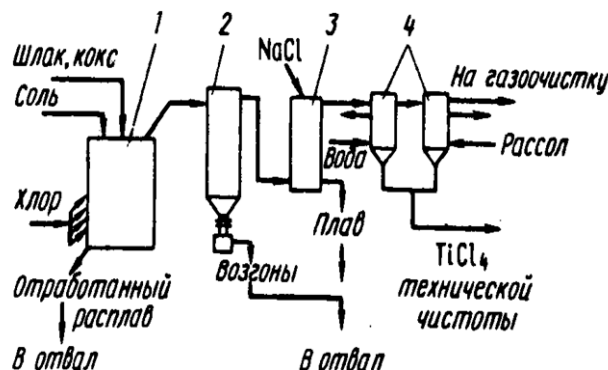 1
2
3
4
Шлак, кокс
Соль
NaCl
На газоочистку
Вода
Рассол
Хлор
Плав
Возгоны
TiCl₄
технической
чистоты
Отработанный
расплав
В отвал
В отвал